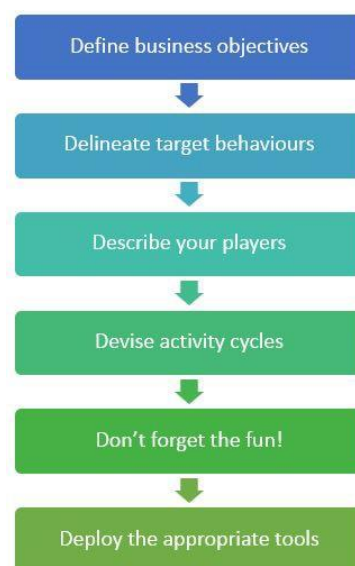 Define business objectives
Delineate target behaviours
Describe your players
Devise activity cycles
Don't forget the fun!
Deploy the appropriate tools